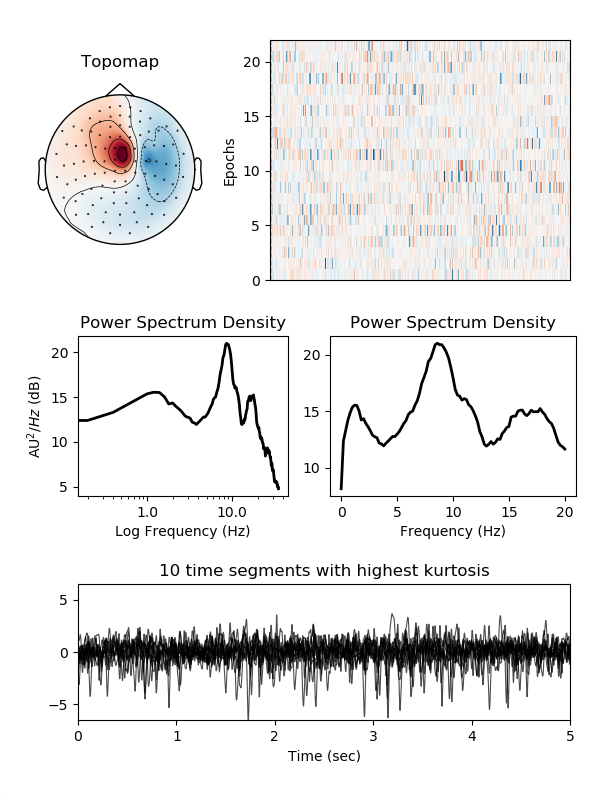 Topomap
Epochs
20
15
10
5
0
Power Spectrum Density
AU²/Hz (dB)
20
15
10
5
1.0 10.0
Log Frequency (Hz)
Power Spectrum Density
20
15
10
0 5 10 15 20
Frequency (Hz)
10 time segments with highest kurtosis
5
0
−5
0 1 2 3 4 5
Time (sec)